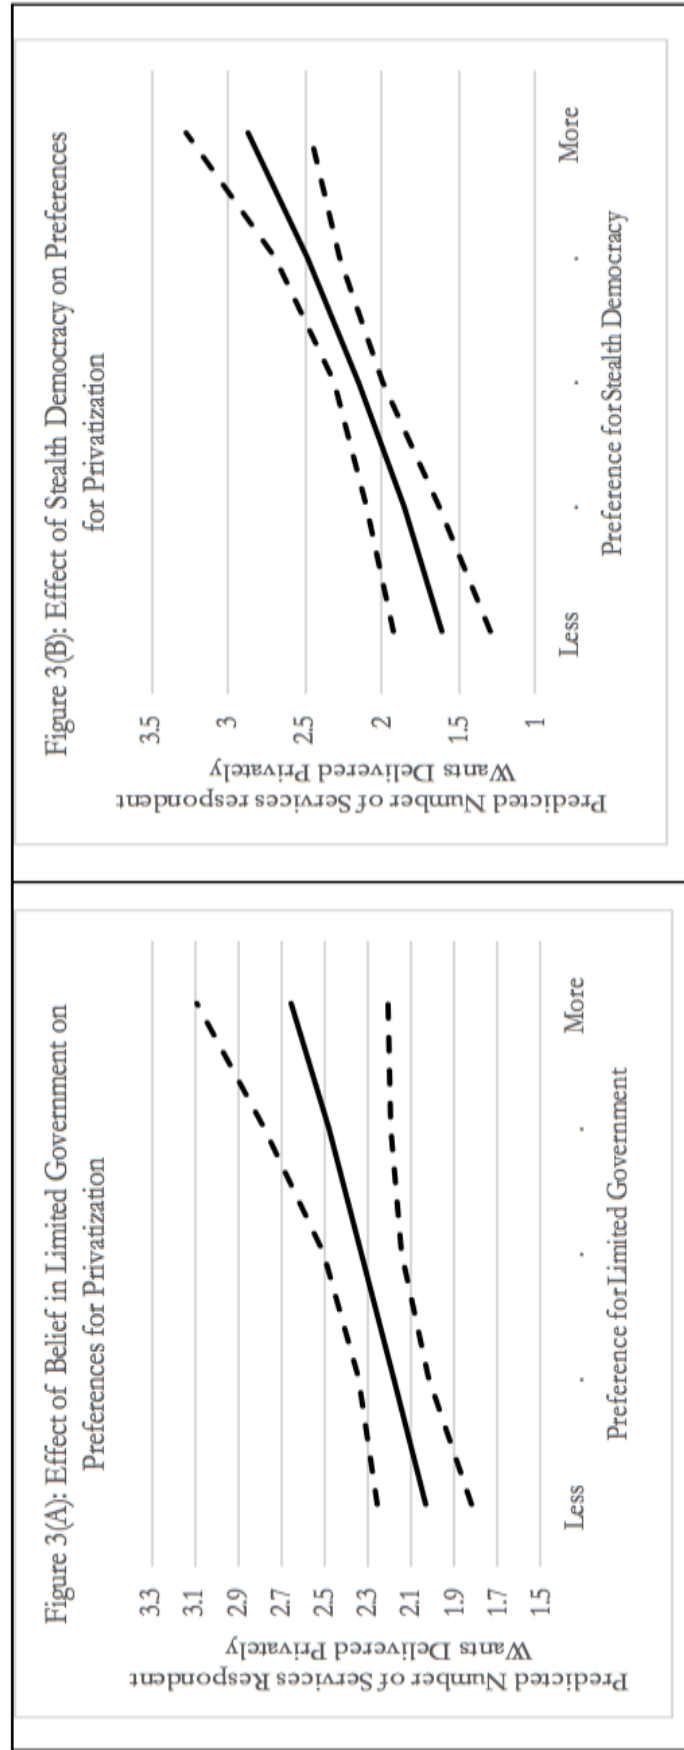 Figure 3(A): Effect of Belief in Limited Government on
Preferences for Privatization
Predicted Number of Services Respondent
Wants Delivered Privately
3.3
3.1
2.9
2.7
2.5
2.3
2.1
1.9
1.7
1.5
Less . . . More
Preference for Limited Government
Figure 3(B): Effect of Stealth Democracy on Preferences
for Privatization
Predicted Number of Services respondent
Wants Delivered Privately
3.5
3
2.5
2
1.5
1
Less . . . More
Preference for Stealth Democracy